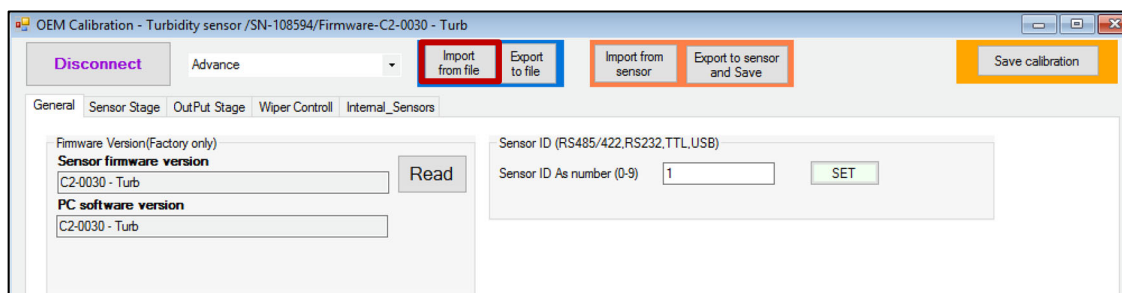 OEM Calibration - Turbidity sensor /SN-108594/Firmware-C2-0030 - Turb
Disconnect
Advance
Import
from file
Export
to file
Import from
sensor
Export to sensor
and Save
Save calibration
General Sensor Stage OutPut Stage Wiper Controll Internal_Sensors
Firmware Version(Factory only)
Sensor firmware version
C2-0030 - Turb
Read
PC software version
C2-0030 - Turb
Sensor ID (RS485/422,RS232,TTL,USB)
Sensor ID As number (0-9) 1 SET